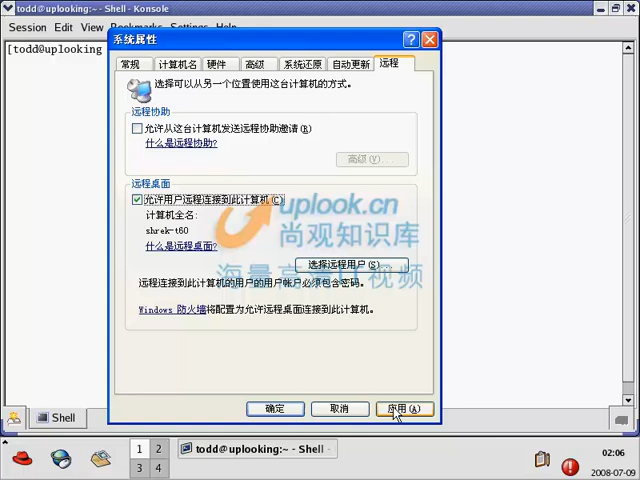 todd@uplooking:~ - Shell - Konsole
Session Edit View Bookmarks Settings Help
[todd@uplooking
系统属性
常规 计算机名 硬件 高级 系统还原 自动更新 远程
选择可以从另一个位置使用这台计算机的方式。
远程协助
允许从这台计算机发送远程协助邀请(R)
什么是远程协助?
高级(V)...
远程桌面
允许用户远程连接到此计算机(C)
计算机全名:
shrek-t60
什么是远程桌面?
选择远程用户(S)...
远程连接到此计算机的用户的用户帐户必须包含密码。
Windows 防火墙将配置为允许远程桌面连接到此计算机。
uplook.cn
尚观知识库
海量高清IT视频
确定 取消 应用(A)
Shell
1 2
3 4
todd@uplooking:~ - Shell -
02:06
2008-07-09